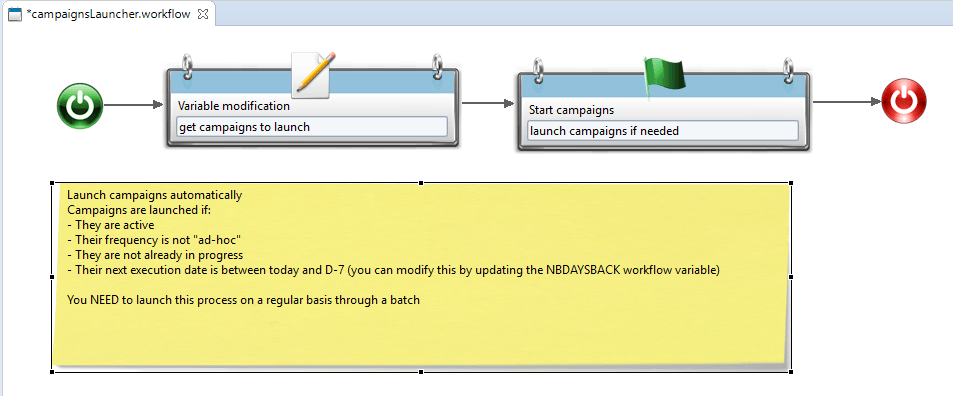 *campaignsLauncher.workflow
Variable modification
get campaigns to launch
Start campaigns
launch campaigns if needed
Launch campaigns automatically
Campaigns are launched if:
- They are active
- Their frequency is not "ad-hoc"
- They are not already in progress
- Their next execution date is between today and D-7 (you can modify this by updating the NBDAYSBACK workflow variable)
You NEED to launch this process on a regular basis through a batch